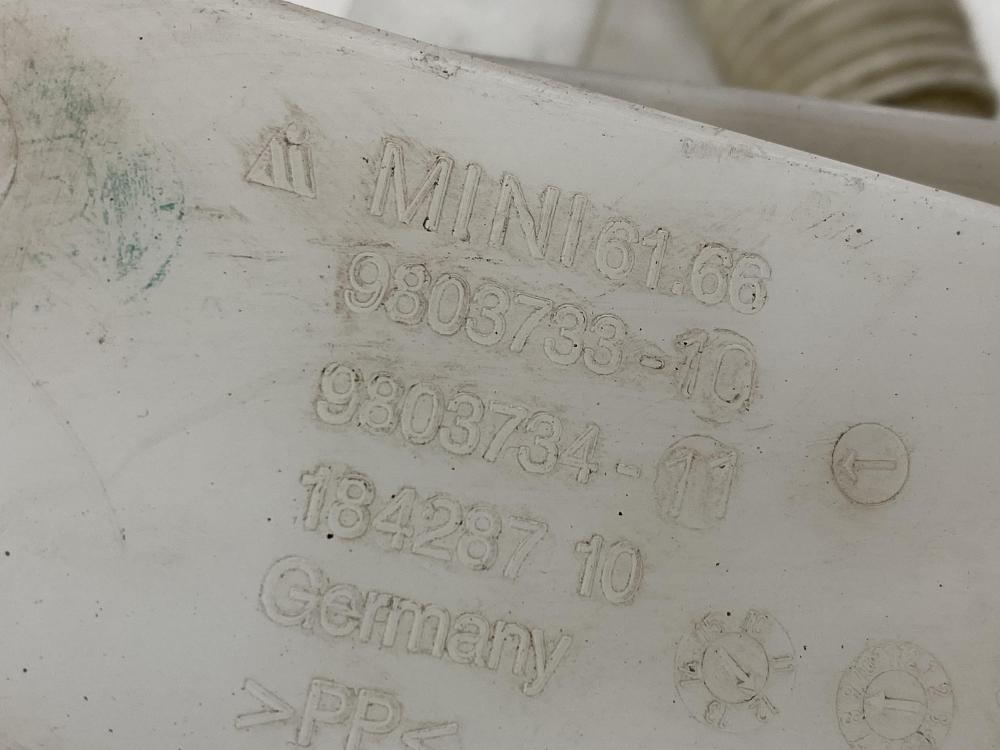 MINI 61.66
9803733-10
9803734-11
184287 10
Germany
>PP<